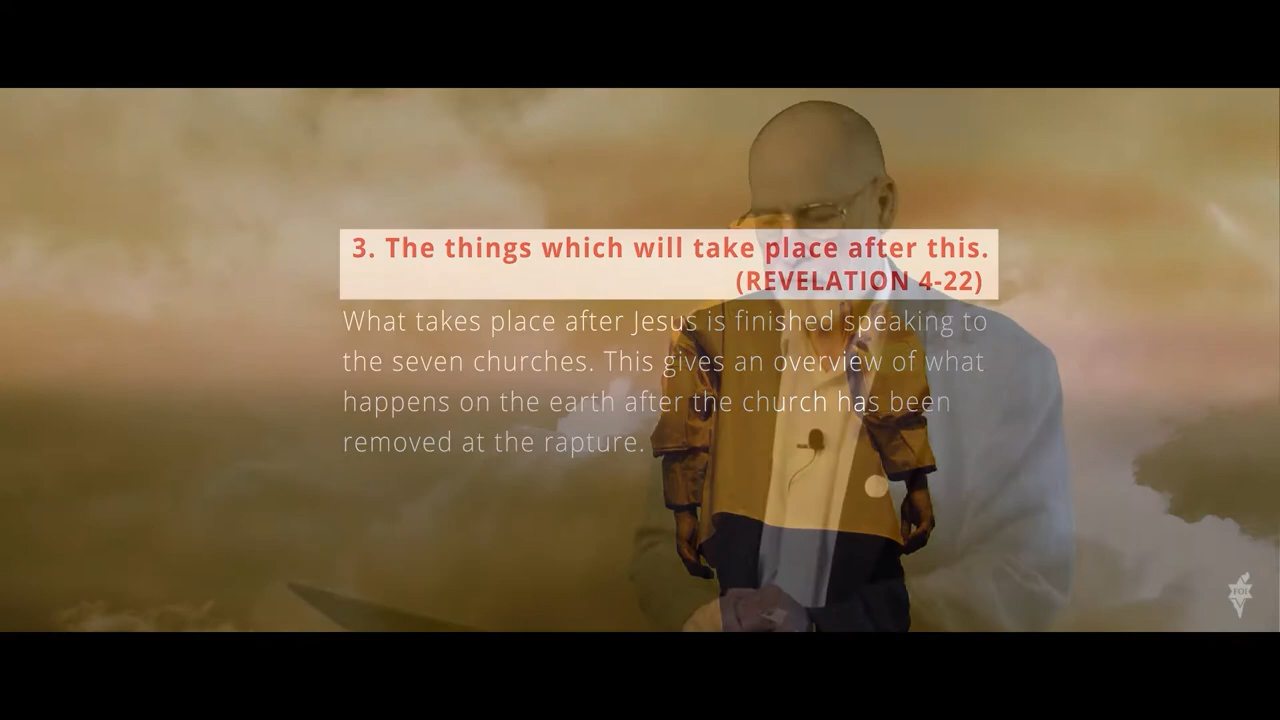 3. The things which will take place after this.
(REVELATION 4-22)
What takes place after Jesus is finished speaking to
the seven churches. This gives an overview of what
happens on the earth after the church has been
removed at the rapture.
FOI